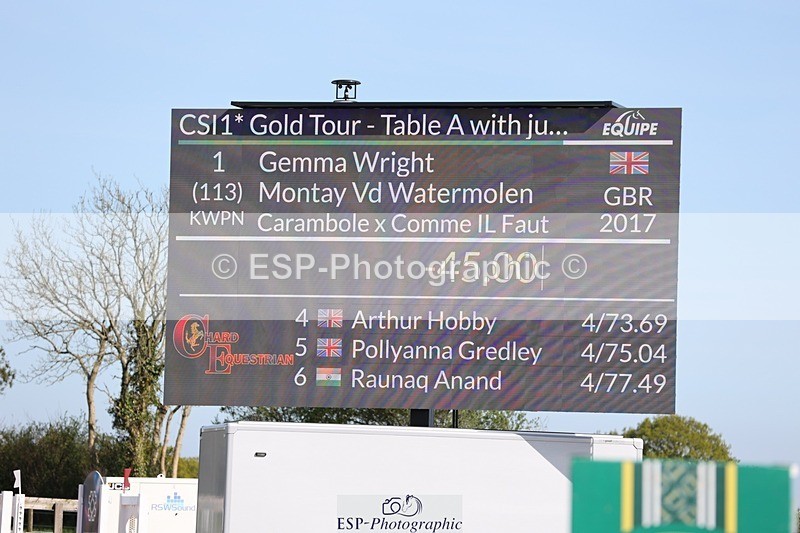 CSI1* Gold Tour - Table A with ju...
EQUIPE
1 Gemma Wright
(113) Montay Vd Watermolen GBR
KWPN Carambole x Comme IL Faut 2017
-45,00
© ESP-Photographic ©
4 Arthur Hobby 4/73.69
CHARD EQUESTRIAN
5 Pollyanna Gredley 4/75.04
6 Raunaq Anand 4/77.49
RSWSound
ESP-Photographic